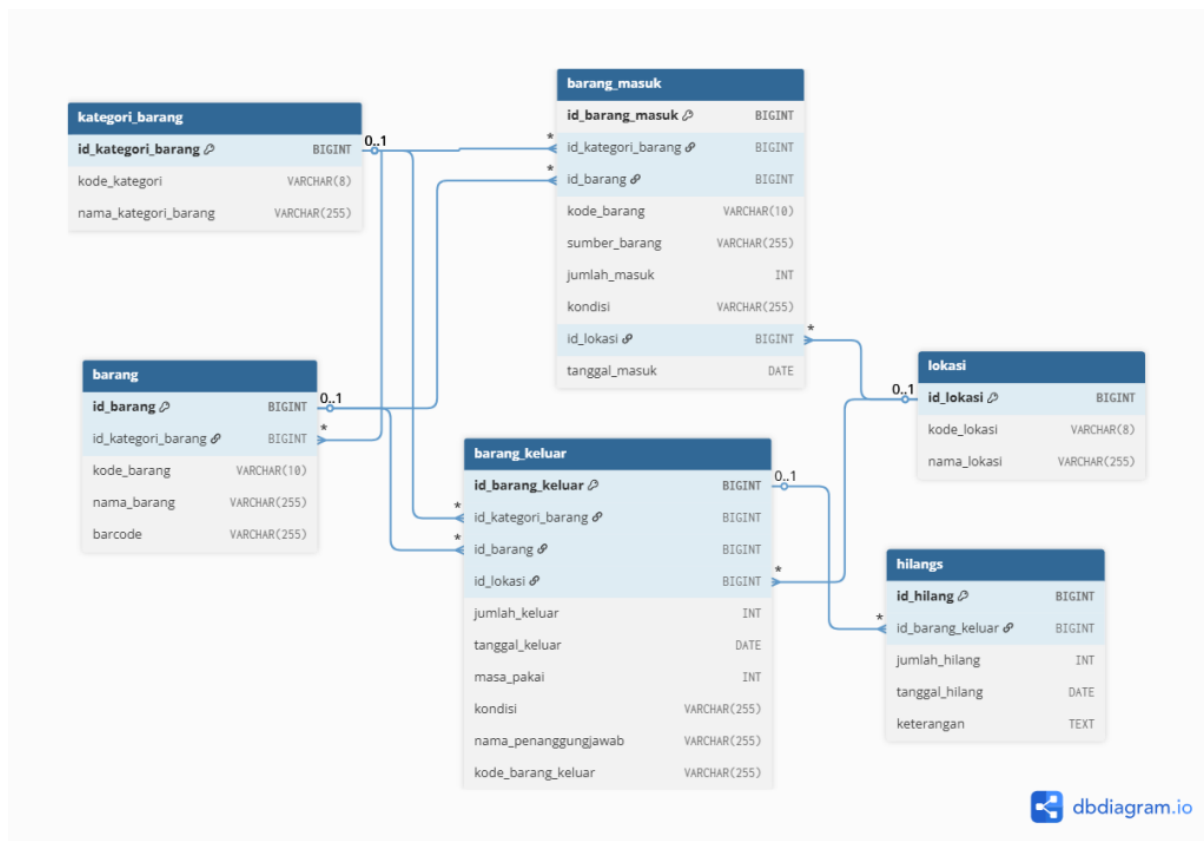 kategori_barang
id_kategori_barang BIGINT
kode_kategori VARCHAR(8)
nama_kategori_barang VARCHAR(255)
0..1
barang_masuk
id_barang_masuk BIGINT
* id_kategori_barang BIGINT
* id_barang BIGINT
kode_barang VARCHAR(10)
sumber_barang VARCHAR(255)
jumlah_masuk INT
kondisi VARCHAR(255)
id_lokasi BIGINT *
tanggal_masuk DATE
barang
id_barang BIGINT 0..1
id_kategori_barang BIGINT *
kode_barang VARCHAR(10)
nama_barang VARCHAR(255)
barcode VARCHAR(255)
lokasi
0..1 id_lokasi BIGINT
kode_lokasi VARCHAR(8)
nama_lokasi VARCHAR(255)
barang_keluar
id_barang_keluar BIGINT 0..1
* id_kategori_barang BIGINT
* id_barang BIGINT
id_lokasi BIGINT *
jumlah_keluar INT
tanggal_keluar DATE
masa_pakai INT
kondisi VARCHAR(255)
nama_penanggungjawab VARCHAR(255)
kode_barang_keluar VARCHAR(255)
hilangs
id_hilang BIGINT
* id_barang_keluar BIGINT
jumlah_hilang INT
tanggal_hilang DATE
keterangan TEXT
dbdiagram.io